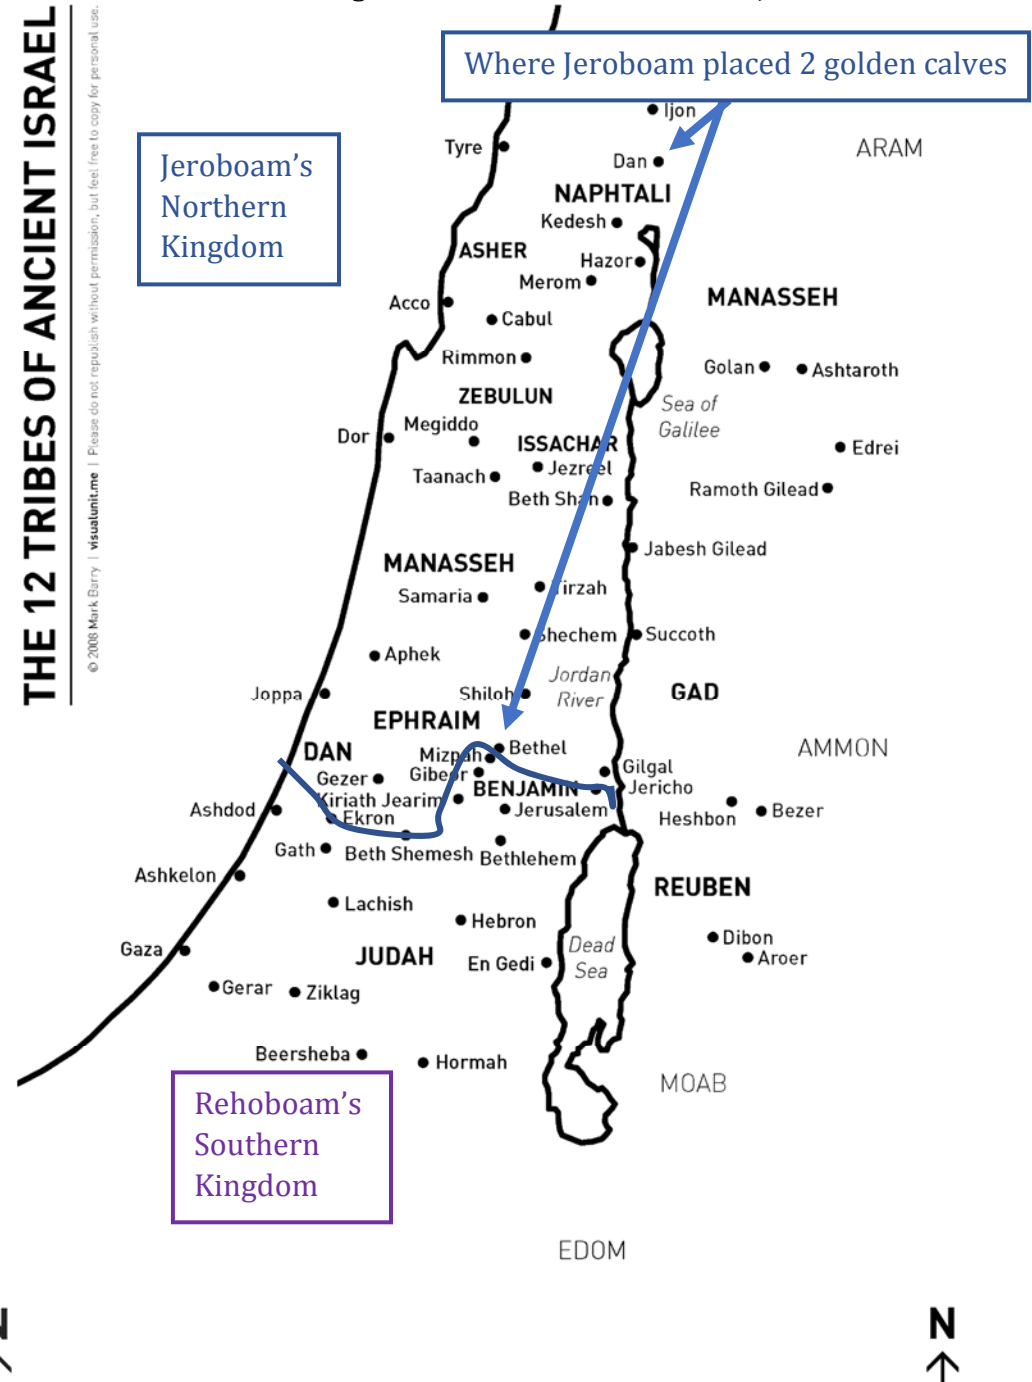 THE 12 TRIBES OF ANCIENT ISRAEL
© 2008 Mark Barry | visualunit.me | Please do not republish without permission, but feel free to copy for personal use.
Where Jeroboam placed 2 golden calves
Jeroboam's
Northern
Kingdom
Ijon
Tyre
ARAM
Dan
NAPHTALI
Kedesh
ASHER
Hazor
Merom
MANASSEH
Acco
Cabul
Rimmon
Golan
Ashtaroth
ZEBULUN
Sea of
Galilee
Megiddo
Dor
ISSACHAR
Edrei
Jezreel
Taanach
Ramoth Gilead
Beth Shan
Jabesh Gilead
MANASSEH
Tirzah
Samaria
Shechem
Succoth
Aphek
Jordan
River
Joppa
Shiloh
GAD
EPHRAIM
Bethel
AMMON
DAN
Mizpah
Gilgal
Gezer
Gibeon
BENJAMIN
Jericho
Kiriath Jearim
Ashdod
Jerusalem
Ekron
Heshbon
Bezer
Gath
Beth Shemesh
Bethlehem
Ashkelon
REUBEN
Lachish
Hebron
Dibon
Gaza
JUDAH
En Gedi
Dead
Sea
Aroer
Gerar
Ziklag
Beersheba
Hormah
MOAB
Rehoboam's
Southern
Kingdom
EDOM
N